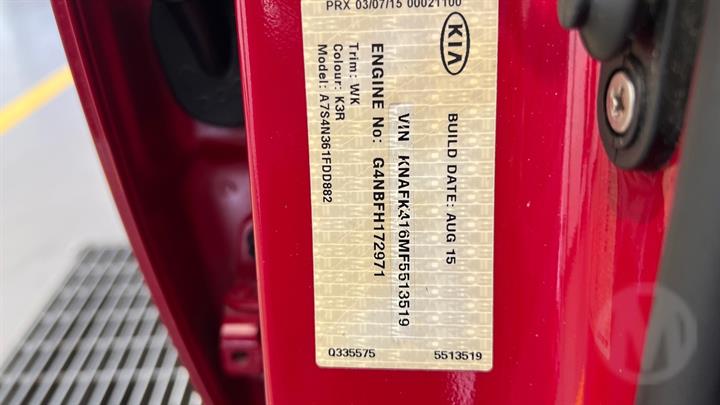 PRX 03/07/15 00021100
KIA
BUILD DATE: AUG 15
VIN KNAFK416MF5513519
ENGINE No: G4NBFH172971
Trim: WK
Colour: K3R
Model: A7S4N361FDD882
Q335575 5513519
M